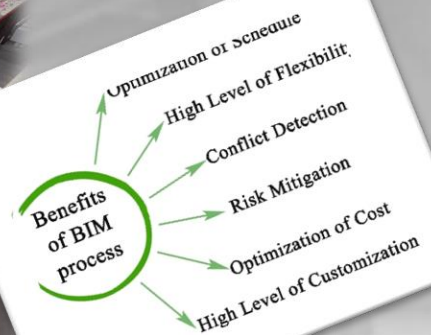 Optimization of Schedule
High Level of Flexibilit
Conflict Detection
Risk Mitigation
Optimization of Cost
High Level of Customization
Benefits
of BIM
process